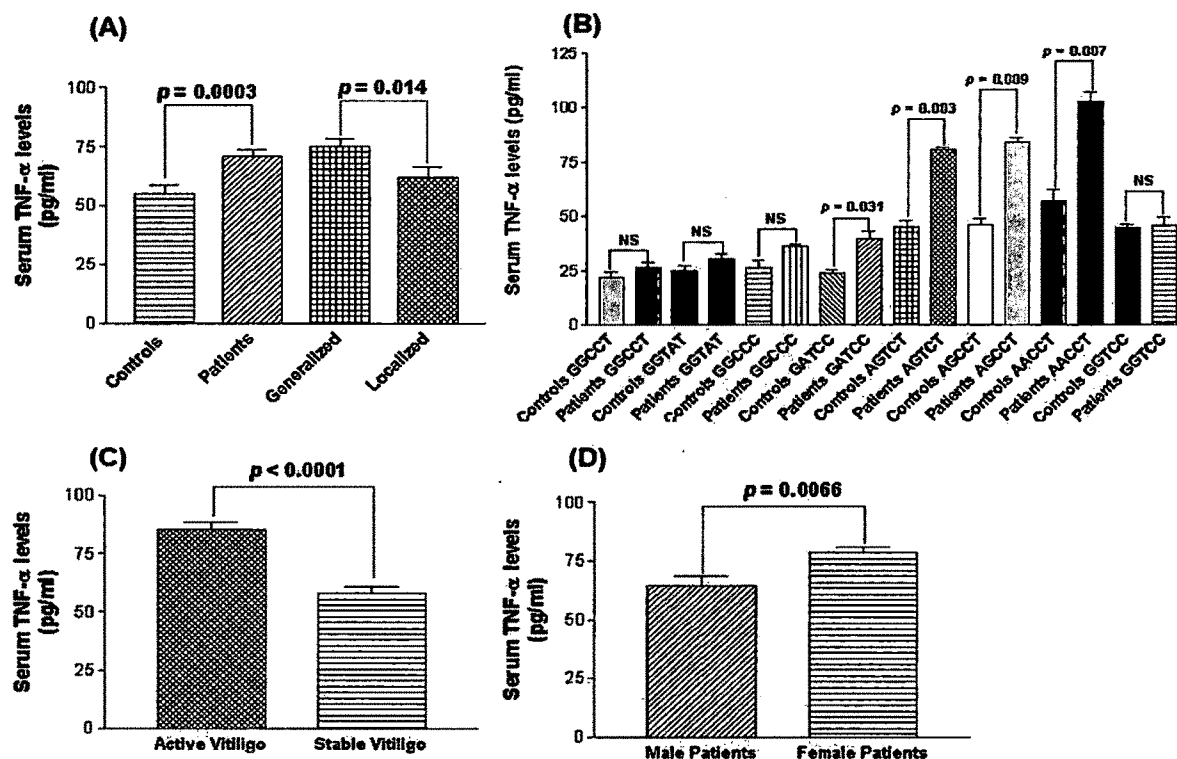 (A)
Serum TNF-α levels
(pg/ml)
100
75
50
25
0
p = 0.0003
p = 0.014
Controls
Patients
Generalized
Localized
(B)
Serum TNF-α levels (pg/ml)
125
100
75
50
25
0
NS
NS
NS
p = 0.031
p = 0.003
p = 0.009
p = 0.007
NS
Controls GGCCT
Patients GGCCT
Controls GGTAT
Patients GGTAT
Controls GGCCC
Patients GGCCC
Controls GATCC
Patients GATCC
Controls AGTCT
Patients AGTCT
Controls AGCCT
Patients AGCCT
Controls AACCT
Patients AACCT
Controls GGTCC
Patients GGTCC
(C)
Serum TNF-α levels
(pg/ml)
100
75
50
25
0
p < 0.0001
Active Vitiligo
Stable Vitiligo
(D)
Serum TNF-α levels
(pg/ml)
100
75
50
25
0
p = 0.0066
Male Patients
Female Patients